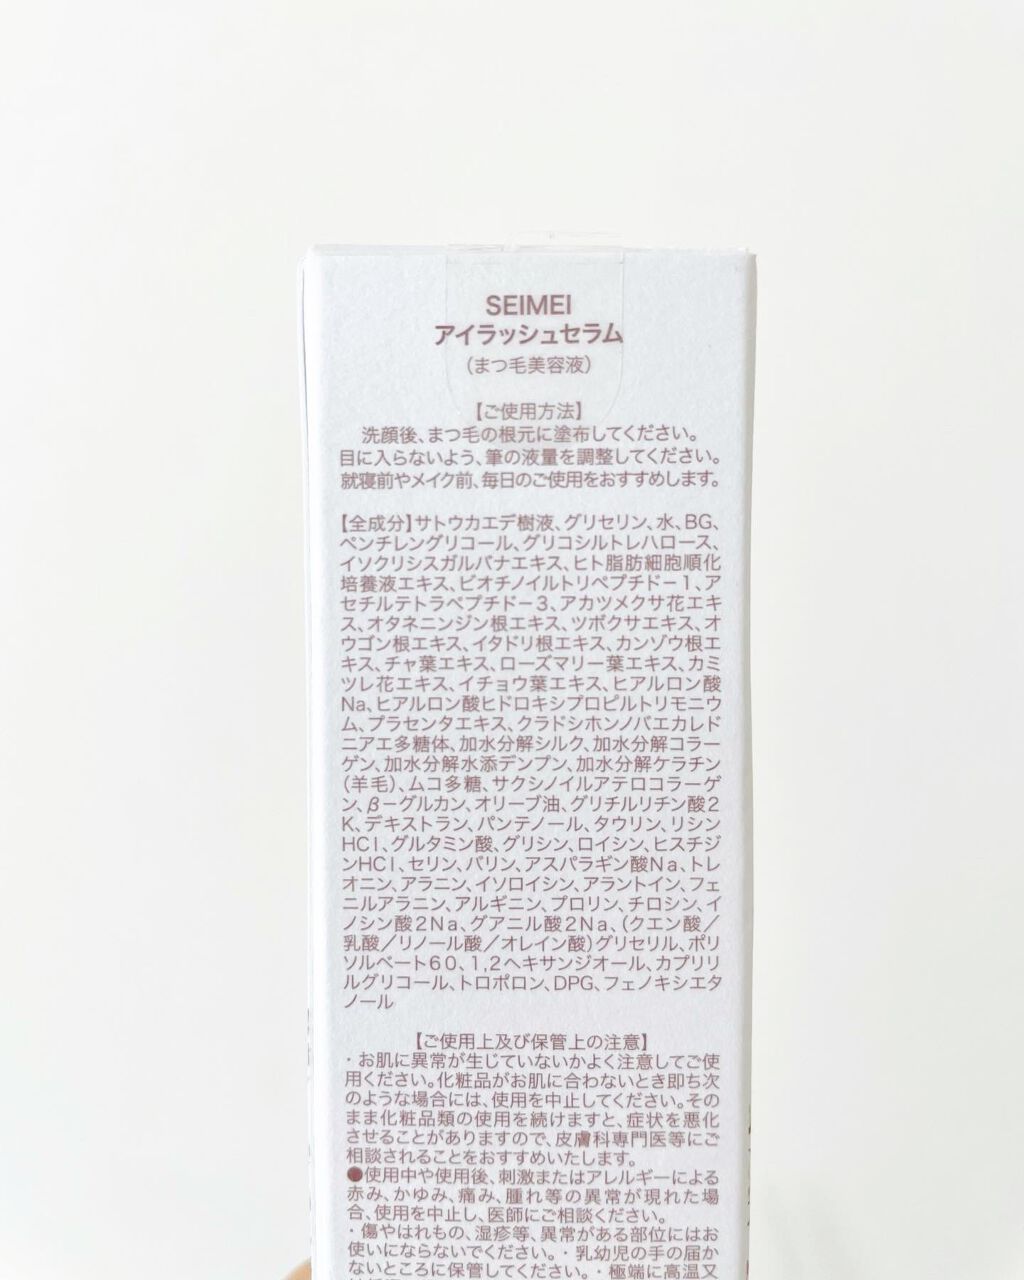 SEIMEI
アイラッシュセラム
（まつ毛美容液）
【ご使用方法】
洗顔後、まつ毛の根元に塗布してください。
目に入らないよう、筆の液量を調整してください。
就寝前やメイク前、毎日のご使用をおすすめします。
【全成分】サトウカエデ樹液、グリセリン、水、BG、
ペンチレングリコール、グリコシルトレハロース、
イソクリシスガルバナエキス、ヒト脂肪細胞順化
培養液エキス、ビオチノイルトリペプチド－１、ア
セチルテトラペプチド－３、アカツメクサ花エキ
ス、オタネニンジン根エキス、ツボクサエキス、オ
ウゴン根エキス、イタドリ根エキス、カンゾウ根エ
キス、チャ葉エキス、ローズマリー葉エキス、カミ
ツレ花エキス、イチョウ葉エキス、ヒアルロン酸
Na、ヒアルロン酸ヒドロキシプロピルトリモニウ
ム、プラセンタエキス、クラドシホンノバエカレド
ニアエ多糖体、加水分解シルク、加水分解コラー
ゲン、加水分解水添デンプン、加水分解ケラチン
（羊毛）、ムコ多糖、サクシノイルアテロコラーゲ
ン、β－グルカン、オリーブ油、グリチルリチン酸２
K、デキストラン、パンテノール、タウリン、リシン
HCl、グルタミン酸、グリシン、ロイシン、ヒスチジ
ンHCl、セリン、バリン、アスパラギン酸Na、トレ
オニン、アラニン、イソロイシン、アラントイン、フェ
ニルアラニン、アルギニン、プロリン、チロシン、イ
ノシン酸２Na、グアニル酸２Na、（クエン酸／
乳酸／リノール酸／オレイン酸）グリセリル、ポリ
ソルベート６０、１,２ヘキサンジオール、カプリリ
ルグリコール、トロポロン、DPG、フェノキシエタ
ノール
【ご使用上及び保管上の注意】
・お肌に異常が生じていないかよく注意してご使
用ください。化粧品がお肌に合わないとき即ち次
のような場合には、使用を中止してください。その
まま化粧品類の使用を続けますと、症状を悪化
させることがありますので、皮膚科専門医等にご
相談されることをおすすめいたします。
●使用中や使用後、刺激またはアレルギーによる
赤み、かゆみ、痛み、腫れ等の異常が現れた場
合、使用を中止し、医師にご相談ください。
・傷やはれもの、湿疹等、異常がある部位にはお
使いにならないでください。・乳幼児の手の届か
ないところに保管してください。・極端に高温又